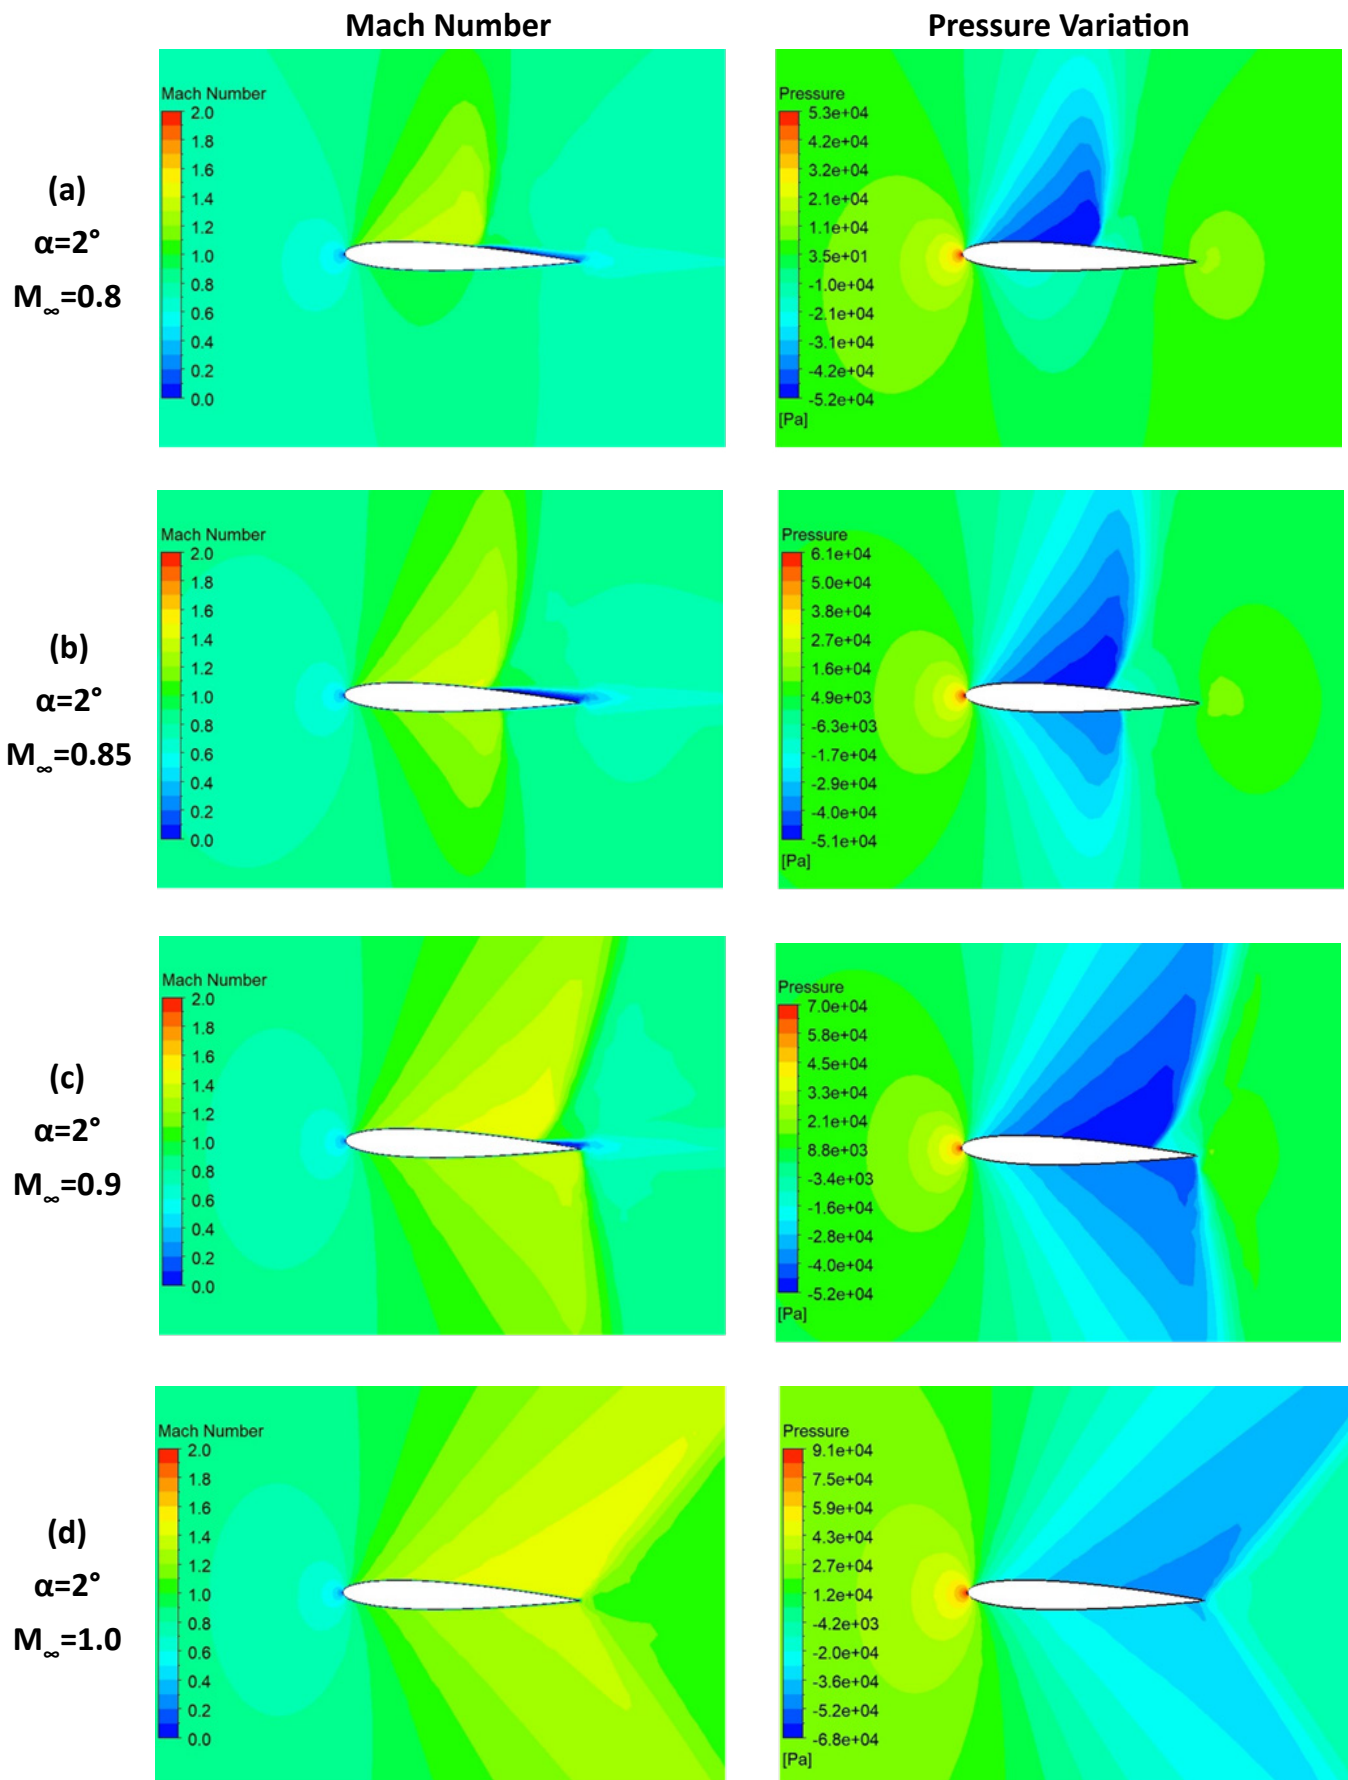 Mach Number Pressure Variation
(a)
α=2°
M∞=0.8
Mach Number
2.0
1.8
1.6
1.4
1.2
1.0
0.8
0.6
0.4
0.2
0.0
Pressure
5.3e+04
4.2e+04
3.2e+04
2.1e+04
1.1e+04
3.5e+01
-1.0e+04
-2.1e+04
-3.1e+04
-4.2e+04
-5.2e+04
[Pa]
(b)
α=2°
M∞=0.85
Mach Number
2.0
1.8
1.6
1.4
1.2
1.0
0.8
0.6
0.4
0.2
0.0
Pressure
6.1e+04
5.0e+04
3.8e+04
2.7e+04
1.6e+04
4.9e+03
-6.3e+03
-1.7e+04
-2.9e+04
-4.0e+04
-5.1e+04
[Pa]
(c)
α=2°
M∞=0.9
Mach Number
2.0
1.8
1.6
1.4
1.2
1.0
0.8
0.6
0.4
0.2
0.0
Pressure
7.0e+04
5.8e+04
4.5e+04
3.3e+04
2.1e+04
8.8e+03
-3.4e+03
-1.6e+04
-2.8e+04
-4.0e+04
-5.2e+04
[Pa]
(d)
α=2°
M∞=1.0
Mach Number
2.0
1.8
1.6
1.4
1.2
1.0
0.8
0.6
0.4
0.2
0.0
Pressure
9.1e+04
7.5e+04
5.9e+04
4.3e+04
2.7e+04
1.2e+04
-4.2e+03
-2.0e+04
-3.6e+04
-5.2e+04
-6.8e+04
[Pa]